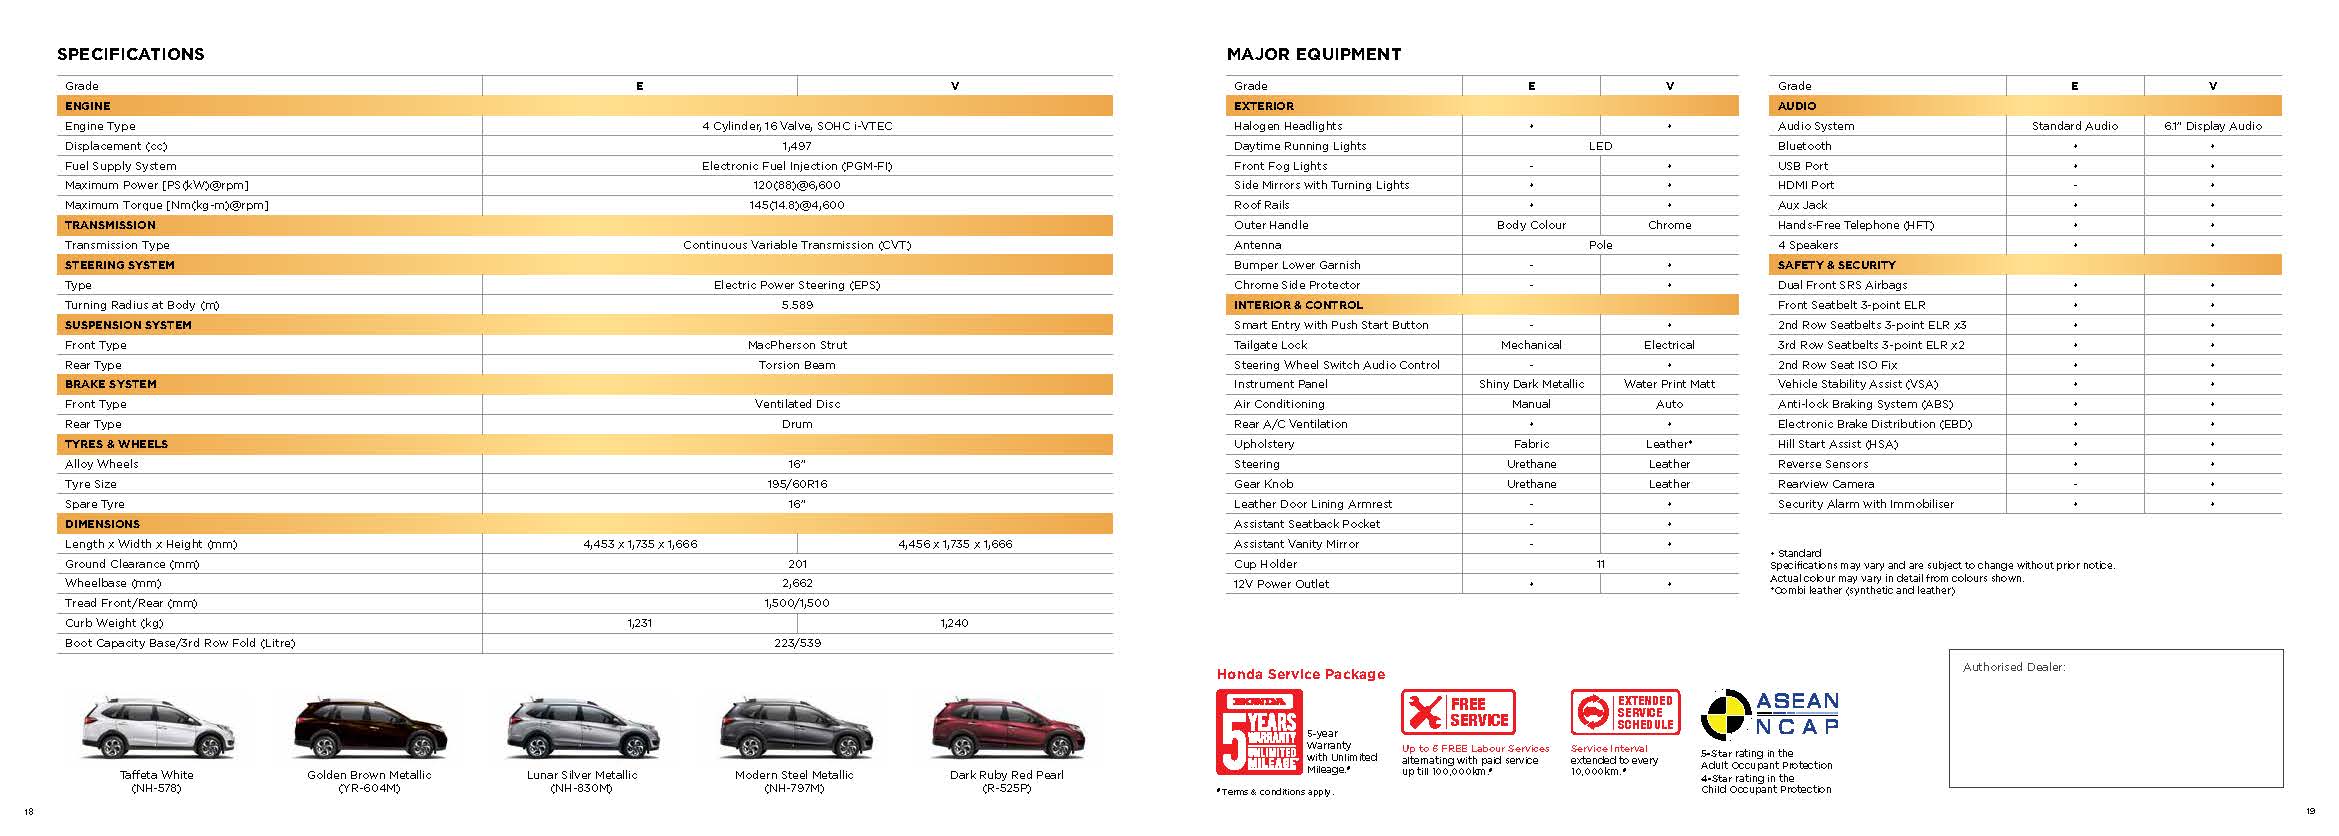 SPECIFICATIONS
Grade E V
ENGINE
Engine Type 4 Cylinder, 16 Valve, SOHC i-VTEC
Displacement (cc) 1,497
Fuel Supply System Electronic Fuel Injection (PGM-FI)
Maximum Power [PS(kW)@rpm] 120(88)@6,600
Maximum Torque [Nm(kg-m)@rpm] 145(14.8)@4,600
TRANSMISSION
Transmission Type Continuous Variable Transmission (CVT)
STEERING SYSTEM
Type Electric Power Steering (EPS)
Turning Radius at Body (m) 5.589
SUSPENSION SYSTEM
Front Type MacPherson Strut
Rear Type Torsion Beam
BRAKE SYSTEM
Front Type Ventilated Disc
Rear Type Drum
TYRES & WHEELS
Alloy Wheels 16"
Tyre Size 195/60R16
Spare Tyre 16"
DIMENSIONS
Length x Width x Height (mm) 4,453 x 1,735 x 1,666 4,456 x 1,735 x 1,666
Ground Clearance (mm) 201
Wheelbase (mm) 2,662
Tread Front/Rear (mm) 1,500/1,500
Curb Weight (kg) 1,231 1,240
Boot Capacity Base/3rd Row Fold (Litre) 223/539
Taffeta White
(NH-578)
Golden Brown Metallic
(YR-604M)
Lunar Silver Metallic
(NH-830M)
Modern Steel Metallic
(NH-797M)
Dark Ruby Red Pearl
(R-525P)
18
MAJOR EQUIPMENT
Grade E V
EXTERIOR
Halogen Headlights • •
Daytime Running Lights LED
Front Fog Lights - •
Side Mirrors with Turning Lights • •
Roof Rails • •
Outer Handle Body Colour Chrome
Antenna Pole
Bumper Lower Garnish - •
Chrome Side Protector - •
INTERIOR & CONTROL
Smart Entry with Push Start Button - •
Tailgate Lock Mechanical Electrical
Steering Wheel Switch Audio Control - •
Instrument Panel Shiny Dark Metallic Water Print Matt
Air Conditioning Manual Auto
Rear A/C Ventilation • •
Upholstery Fabric Leather*
Steering Urethane Leather
Gear Knob Urethane Leather
Leather Door Lining Armrest - •
Assistant Seatback Pocket - •
Assistant Vanity Mirror - •
Cup Holder 11
12V Power Outlet • •
Grade E V
AUDIO
Audio System Standard Audio 6.1" Display Audio
Bluetooth • •
USB Port • •
HDMI Port - •
Aux Jack • •
Hands-Free Telephone (HFT) • •
4 Speakers • •
SAFETY & SECURITY
Dual Front SRS Airbags • •
Front Seatbelt 3-point ELR • •
2nd Row Seatbelts 3-point ELR x3 • •
3rd Row Seatbelts 3-point ELR x2 • •
2nd Row Seat ISO Fix • •
Vehicle Stability Assist (VSA) • •
Anti-lock Braking System (ABS) • •
Electronic Brake Distribution (EBD) • •
Hill Start Assist (HSA) • •
Reverse Sensors • •
Rearview Camera - •
Security Alarm with Immobiliser • •
• Standard
Specifications may vary and are subject to change without prior notice.
Actual colour may vary in detail from colours shown.
*Combi leather (synthetic and leather)
Honda Service Package
HONDA
5 YEARS
WARRANTY
UNLIMITED
MILEAGE
5-year
Warranty
with Unlimited
Mileage.#
# Terms & conditions apply.
FREE
SERVICE
Up to 6 FREE Labour Services
alternating with paid service
up till 100,000km.#
EXTENDED
SERVICE
SCHEDULE
Service Interval
extended to every
10,000km.#
ASEAN
NCAP
5-Star rating in the
Adult Occupant Protection
4-Star rating in the
Child Occupant Protection
Authorised Dealer:
19